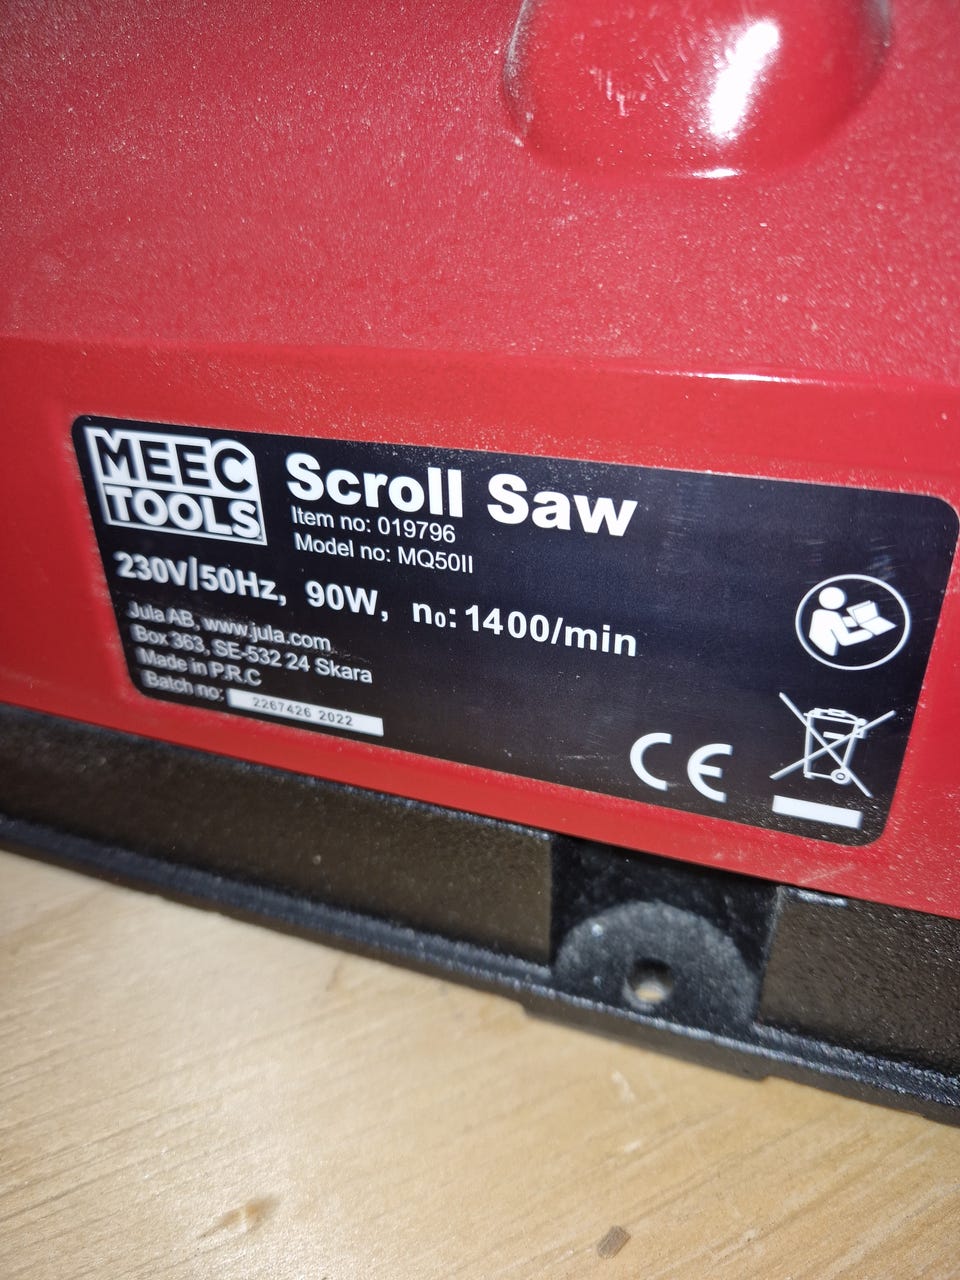 MEEC
TOOLS
Scroll Saw
Item no: 019796
Model no: MQ50II
230V/50Hz, 90W, n₀: 1400/min
Jula AB, www.jula.com
Box 363, SE-532 24 Skara
Made in P.R.C
Batch no: 2267426 2022
CE